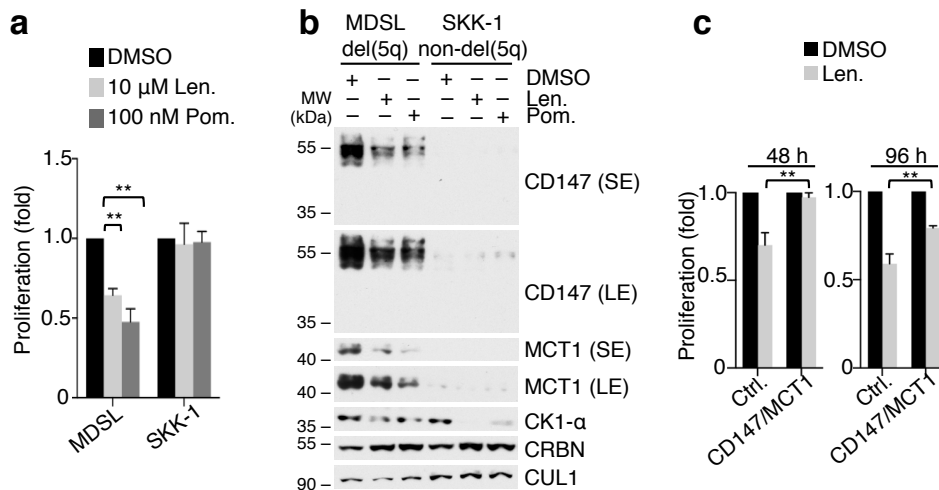 a
DMSO
10 µM Len.
100 nM Pom.
Proliferation (fold)
1.5
1.0
0.5
0
**
**
MDSL
SKK-1
b
MDSL SKK-1
del(5q) non-del(5q)
+ – – + – – DMSO
– + – – + – Len.
– – + – – + Pom.
MW
(kDa)
55 –
CD147 (SE)
35 –
55 –
CD147 (LE)
35 –
MCT1 (SE)
40 –
MCT1 (LE)
40 –
CK1-α
35 –
55 – CRBN
CUL1
90 –
c
DMSO
Len.
48 h
**
Proliferation (fold)
1.0
0.5
0
Ctrl.
CD147/MCT1
96 h
**
1.0
0.5
0
Ctrl.
CD147/MCT1